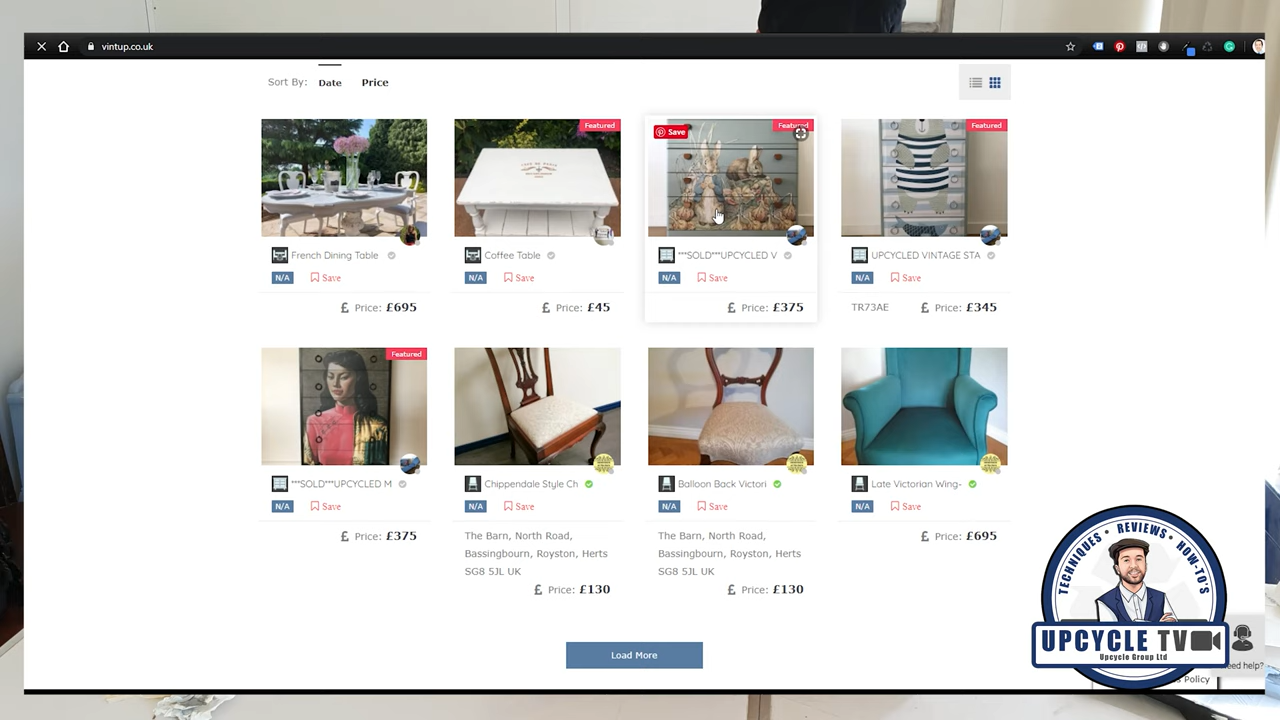 vintup.co.uk
Sort By: Date Price
Featured
Save
Featured
Featured
French Dining Table
Coffee Table
***SOLD***UPCYCLED V
UPCYCLED VINTAGE STA
N/A Save
N/A Save
N/A Save
N/A Save
£ Price: £695
£ Price: £45
£ Price: £375
TR73AE £ Price: £345
Featured
***SOLD***UPCYCLED M
Chippendale Style Ch
Balloon Back Victori
Late Victorian Wing-
N/A Save
N/A Save
N/A Save
N/A Save
£ Price: £375
The Barn, North Road,
Bassingbourn, Royston, Herts
SG8 5JL UK
£ Price: £130
The Barn, North Road,
Bassingbourn, Royston, Herts
SG8 5JL UK
£ Price: £130
£ Price: £695
Load More
TECHNIQUES • REVIEWS • HOW-TO'S
UPCYCLE TV
Upcycle Group Ltd
eed help?
Policy